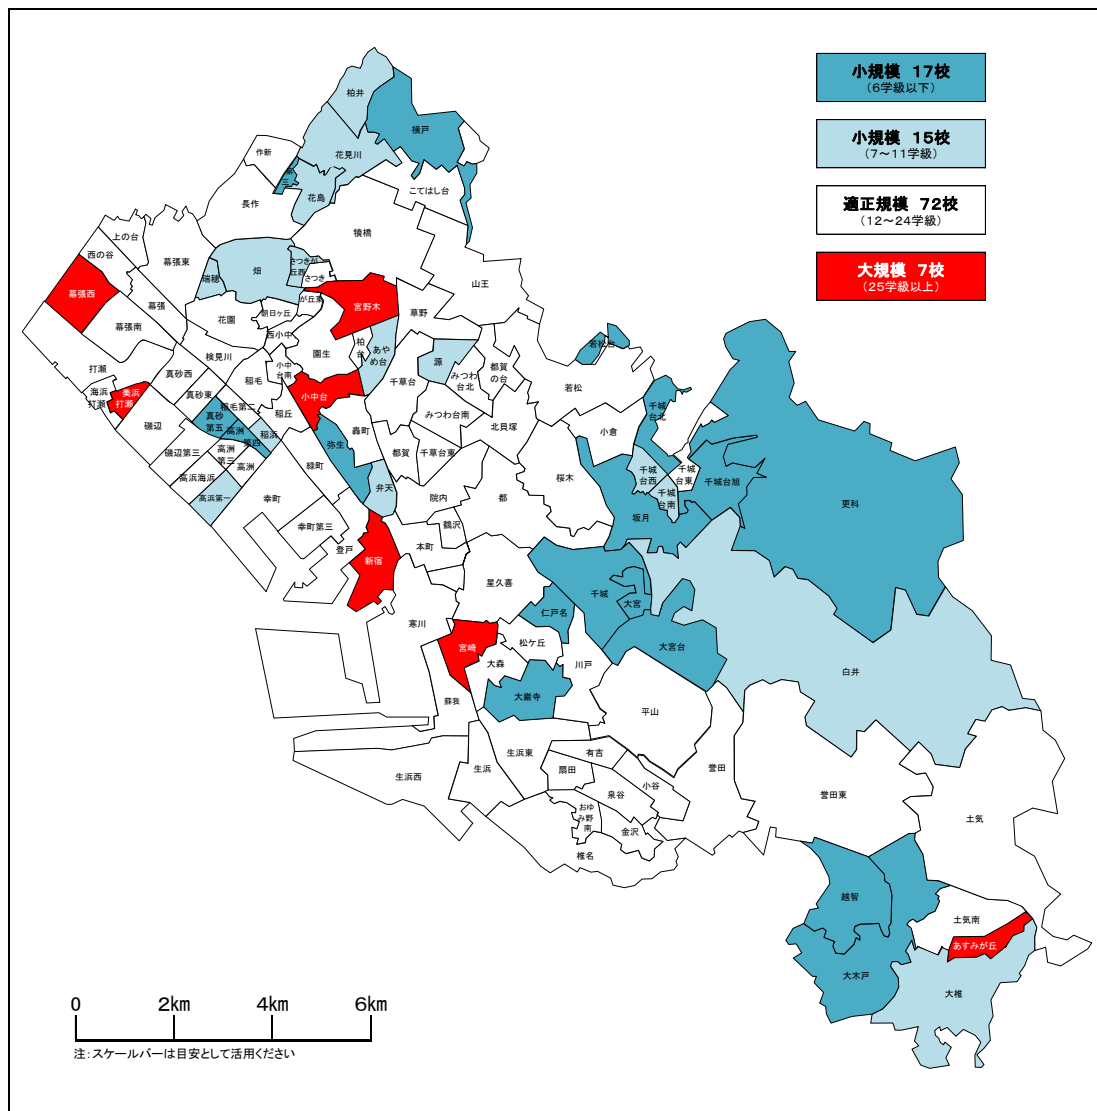 小規模 17校
(6学級以下)
小規模 15校
(7～11学級)
適正規模 72校
(12～24学級)
大規模 7校
(25学級以上)
柏井
横戸
作新
花見川
第三
花島
こてはし台
長作
犢橋
上の台
西の谷
幕張東
幕張西
瑞穂
畑
さつきが
丘西
さつき
が丘東
宮野木
山王
幕張
幕張南
花園
朝日ヶ丘
西小中
草野
打瀬
検見川
園生
柏台
あやめ台
源
みつわ
台北
都賀
の台
若松台
若松
真砂西
稲毛
小中
台南
千草台
海浜
打瀬
美浜
打瀬
真砂東
稲毛第二
稲丘
小中台
みつわ台南
北貝塚
千城
台北
磯辺
真砂
第五
高洲
第四
稲浜
轟町
弥生
都賀
千草台東
小倉
磯辺第三
高洲
第三
高洲
緑町
千城
台西
千城
台東
千城台旭
高浜海浜
高浜第一
幸町
弁天
院内
都
桜木
千城
台南
更科
幸町第三
登戸
新宿
鶴沢
本町
坂月
星久喜
千城
大宮
仁戸名
寒川
宮崎
松ケ丘
大宮台
大森
川戸
白井
蘇我
大巌寺
平山
生浜東
有吉
誉田
生浜西
生浜
扇田
小谷
泉谷
誉田東
おゆ
み野
南
金沢
土気
椎名
越智
土気南
あすみが丘
大木戸
大椎
0 2km 4km 6km
注：スケールバーは目安として活用ください